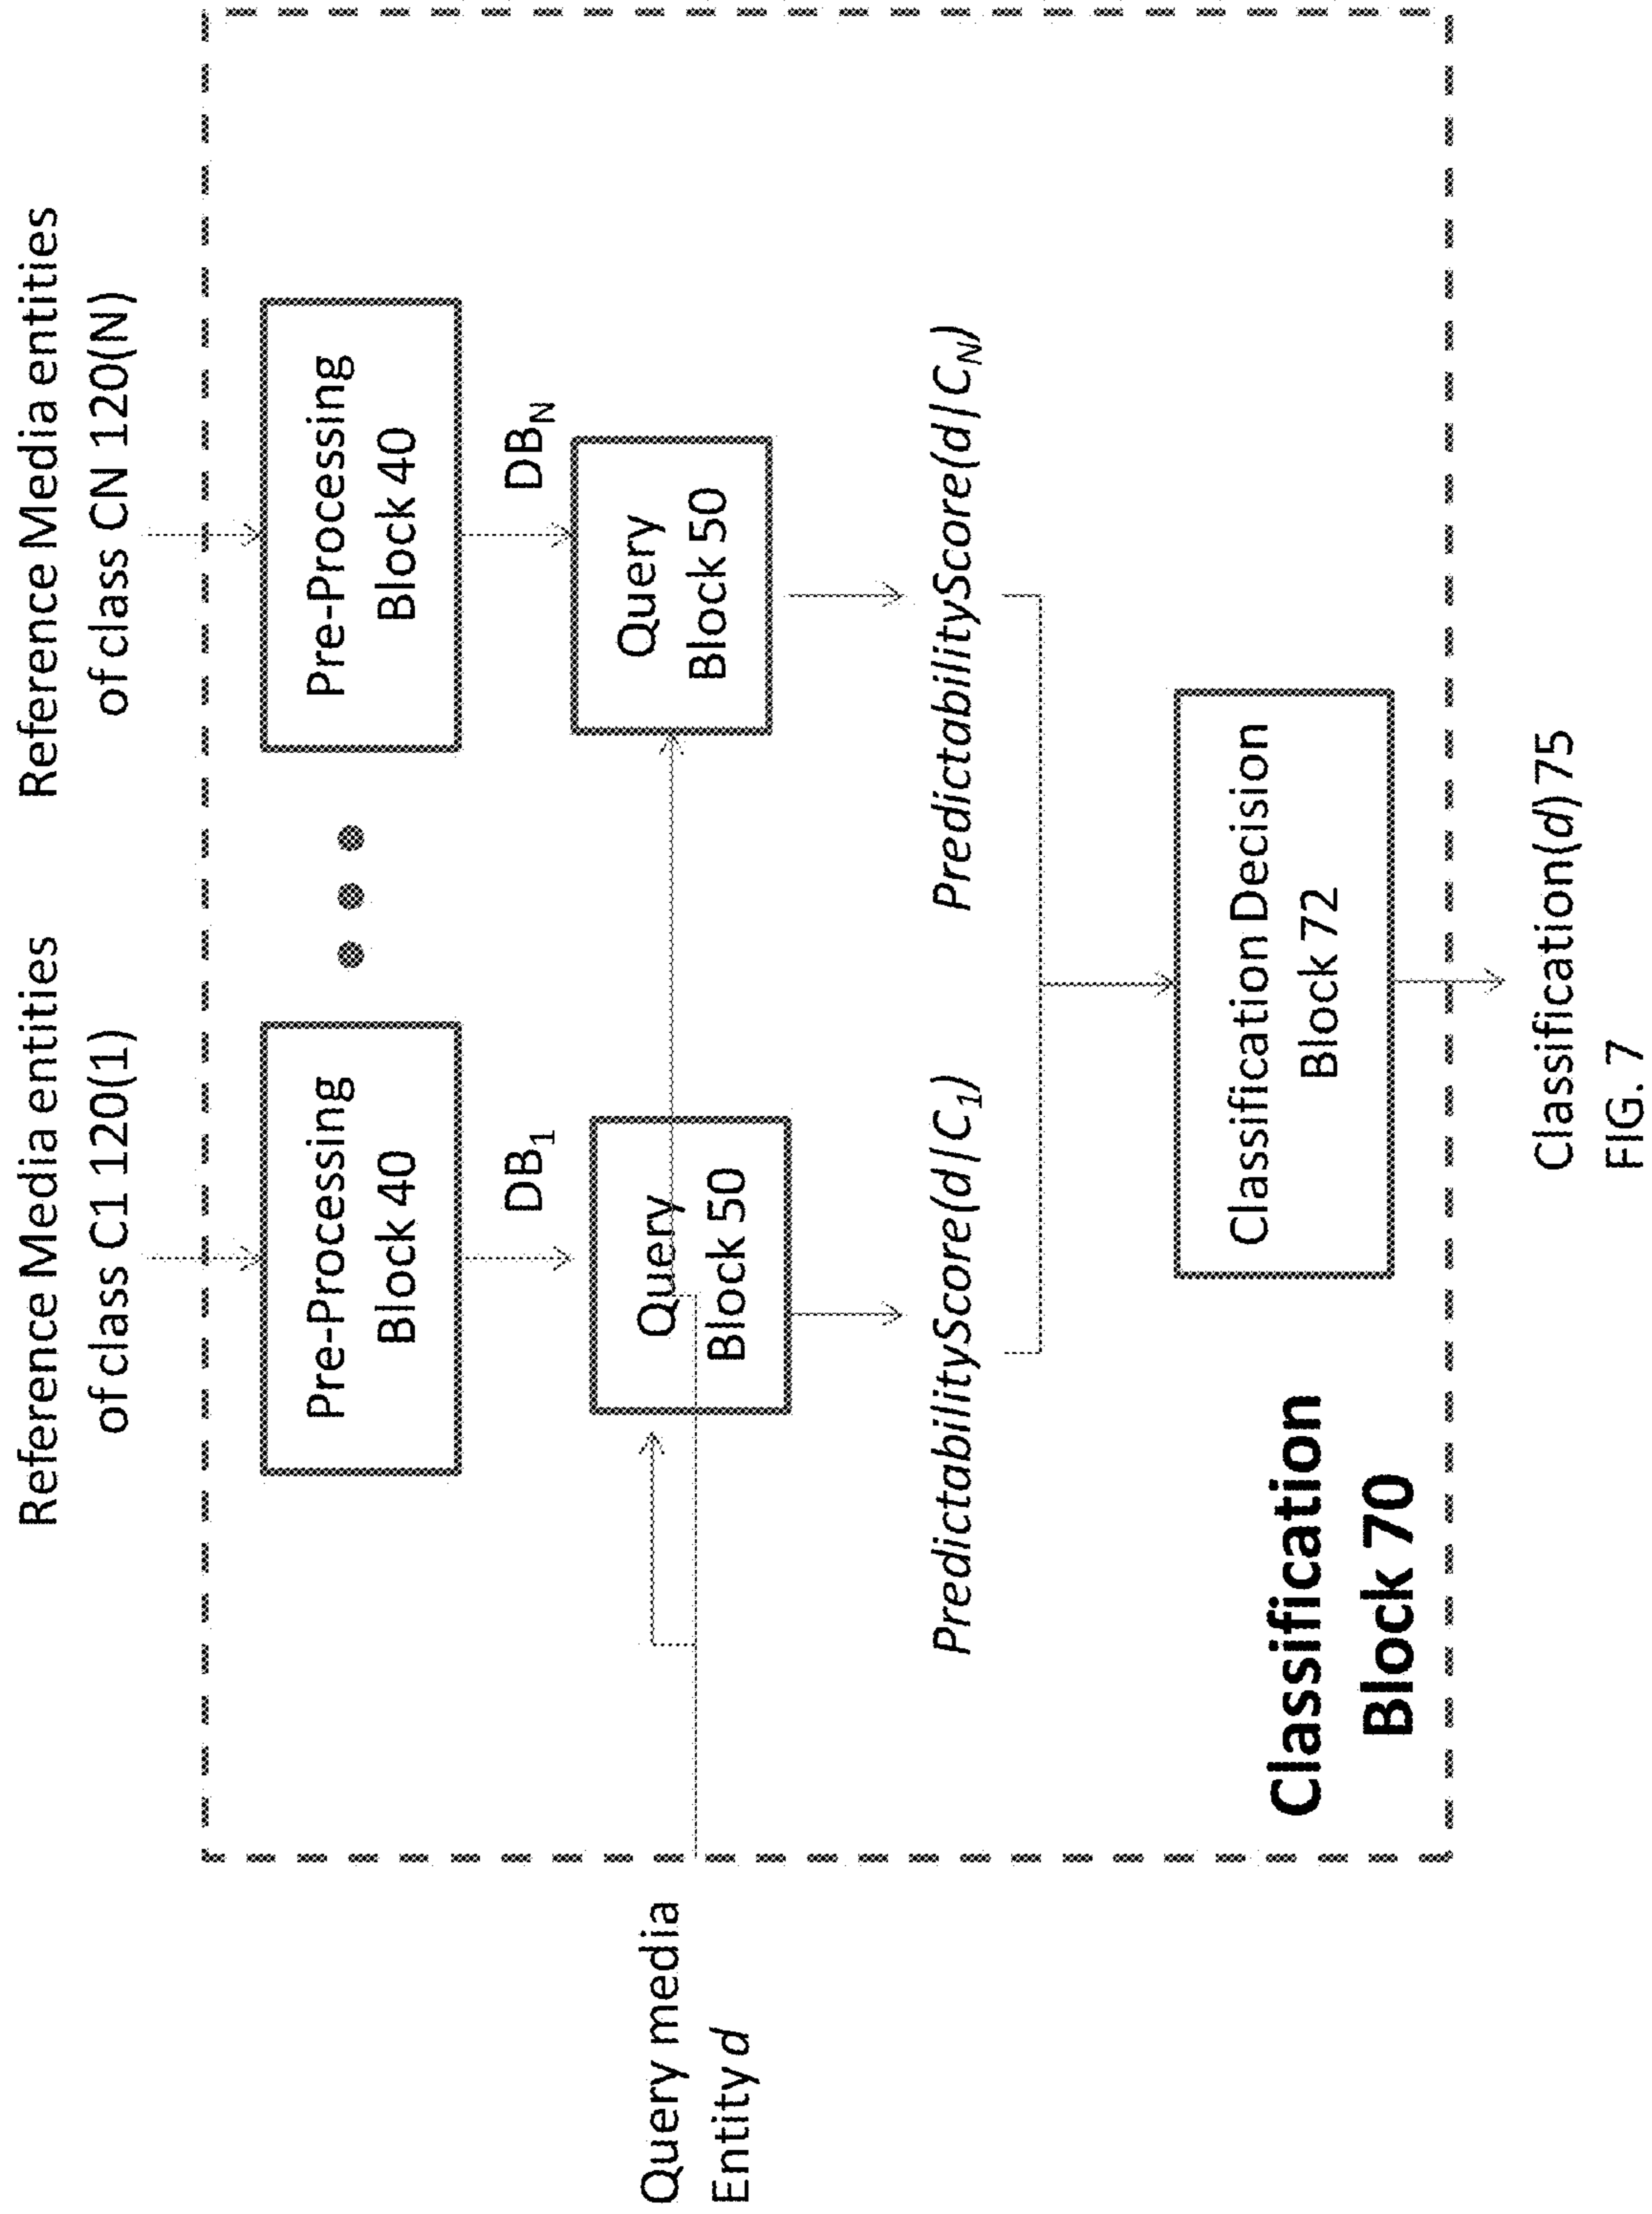 Reference Media entities
of class C1 120(1)
Reference Media entities
of class CN 120(N)
Pre-Processing
Block 40
Pre-Processing
Block 40
DB1
DBN
Query media
Entity d
Query
Block 50
Query
Block 50
PredictabilityScore(d|C1)
PredictabilityScore(d|CN)
Classification Decision
Block 72
Classification
Block 70
Classification(d) 75
FIG. 7